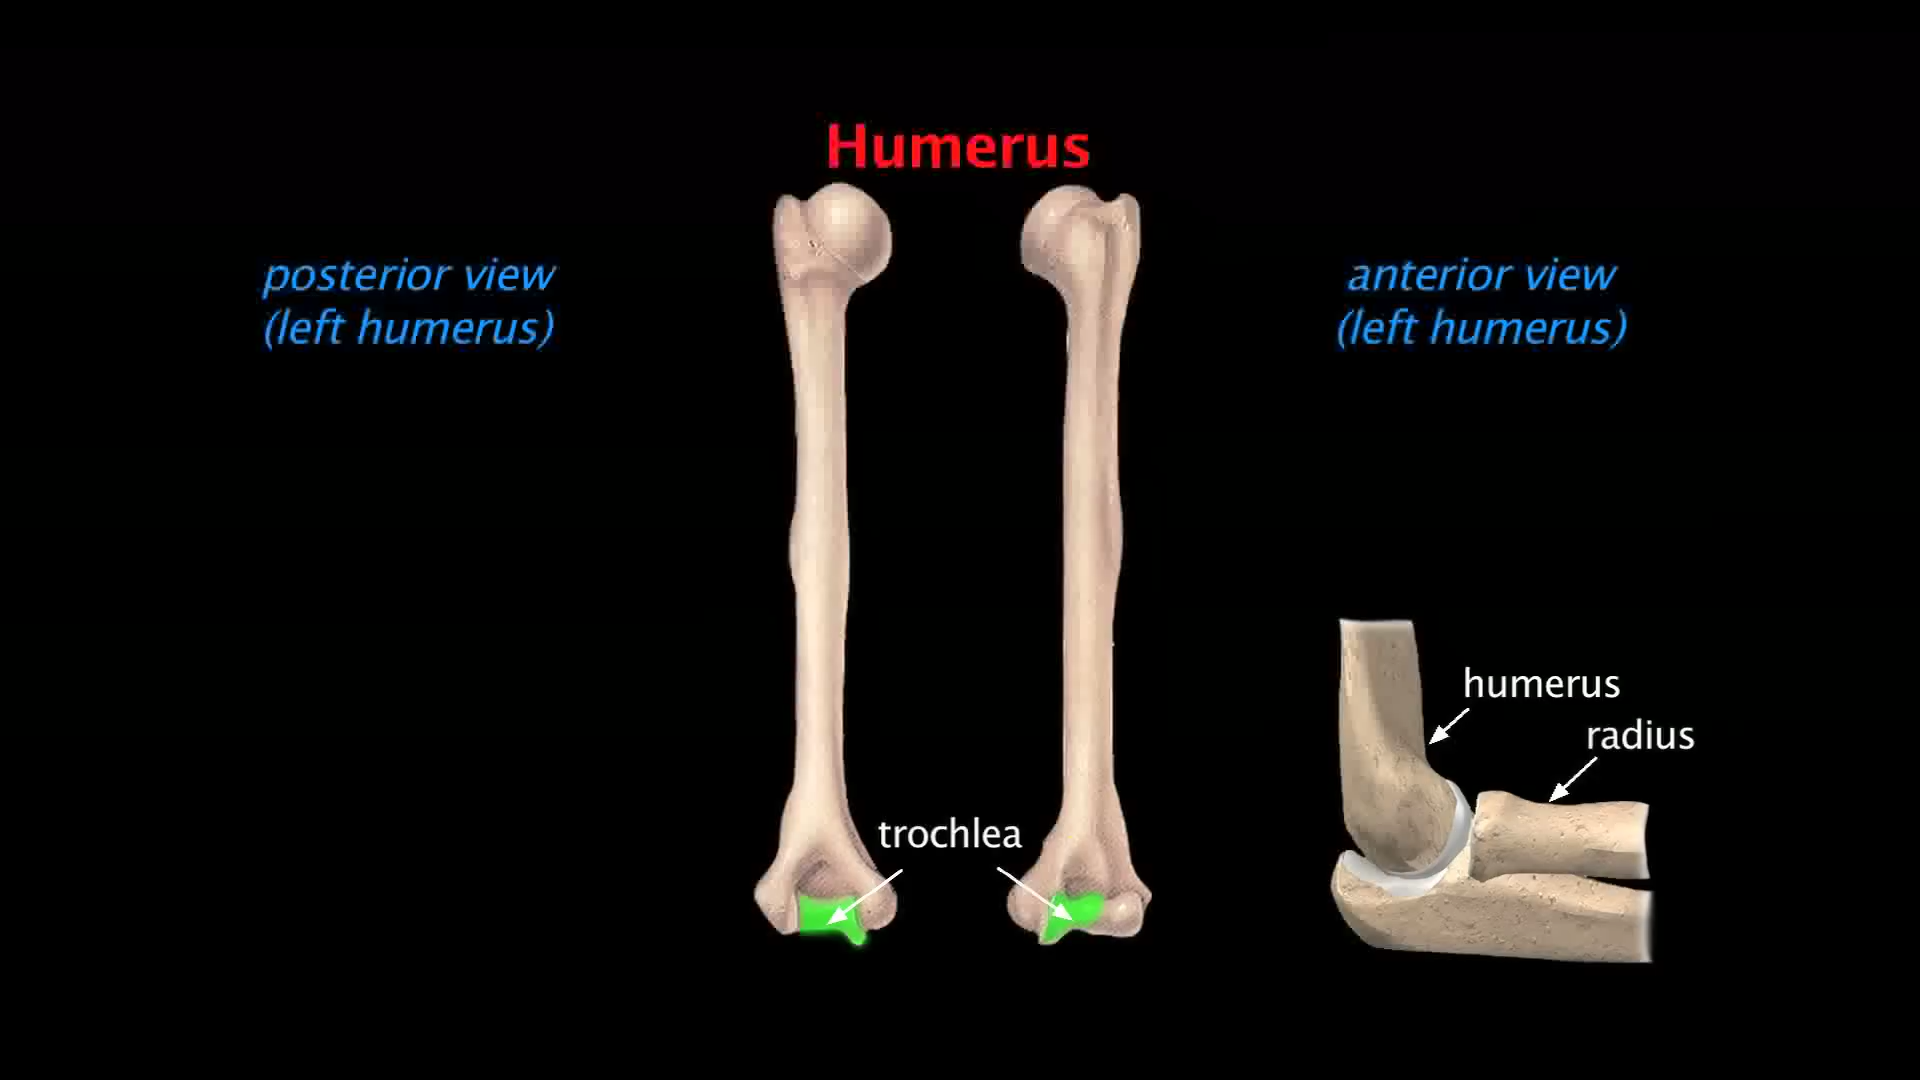 Humerus
posterior view
(left humerus)
anterior view
(left humerus)
humerus
radius
trochlea